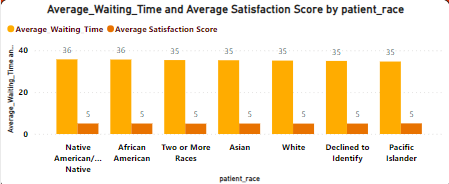 Average_Waiting_Time and Average Satisfaction Score by patient_race
Average_Waiting_Time Average Satisfaction Score
Average_Waiting_Time an...
40
20
0
36 5 36 5 35 5 35 5 35 5 35 5 35 5
Native American/... Native
African American
Two or More Races
Asian
White
Declined to Identify
Pacific Islander
patient_race